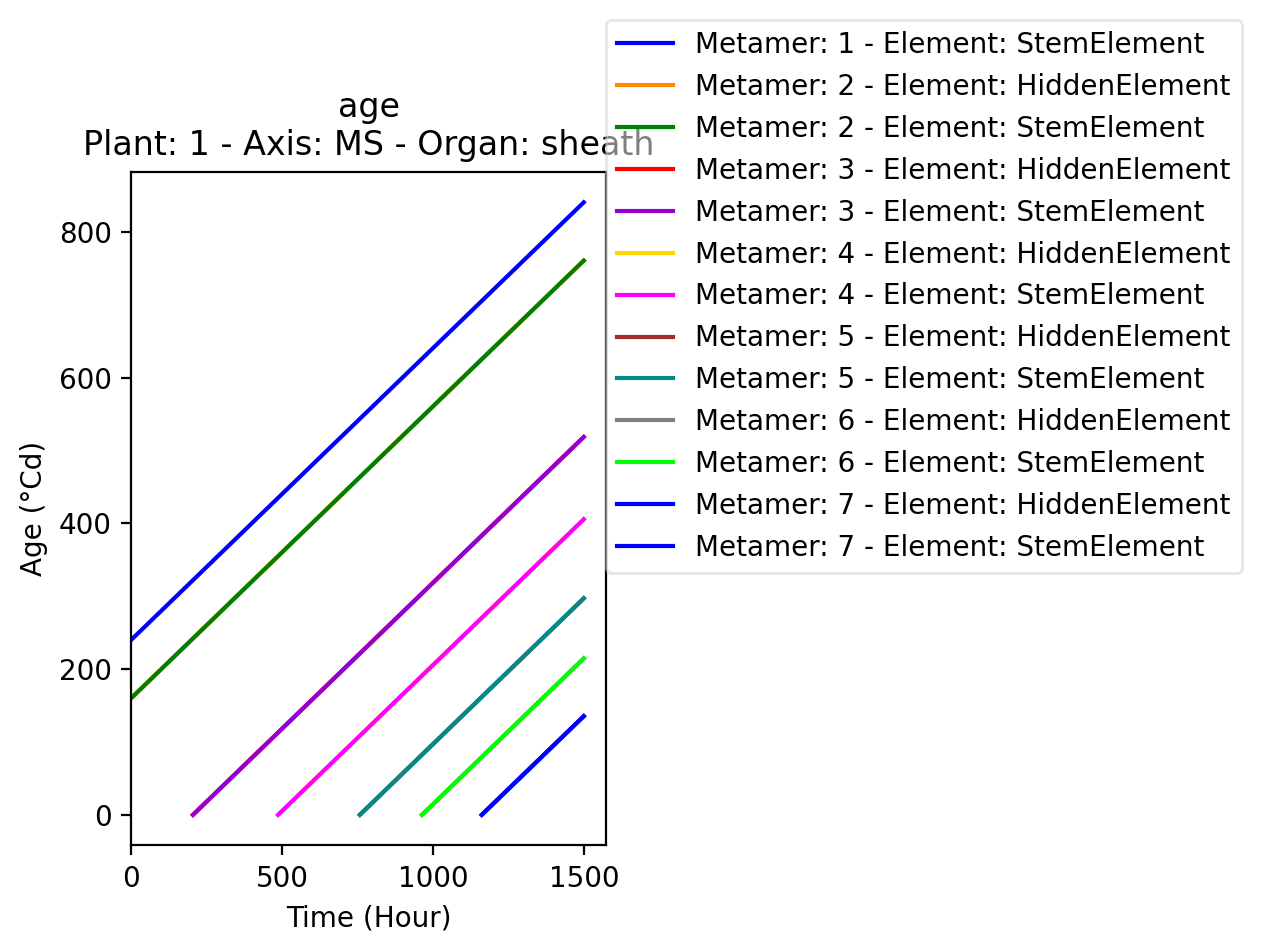 age
Plant: 1 - Axis: MS - Organ: sheath
Metamer: 1 - Element: StemElement
Metamer: 2 - Element: HiddenElement
Metamer: 2 - Element: StemElement
Metamer: 3 - Element: HiddenElement
Metamer: 3 - Element: StemElement
Metamer: 4 - Element: HiddenElement
Metamer: 4 - Element: StemElement
Metamer: 5 - Element: HiddenElement
Metamer: 5 - Element: StemElement
Metamer: 6 - Element: HiddenElement
Metamer: 6 - Element: StemElement
Metamer: 7 - Element: HiddenElement
Metamer: 7 - Element: StemElement
Age (°Cd)
800
600
400
200
0
0 500 1000 1500
Time (Hour)